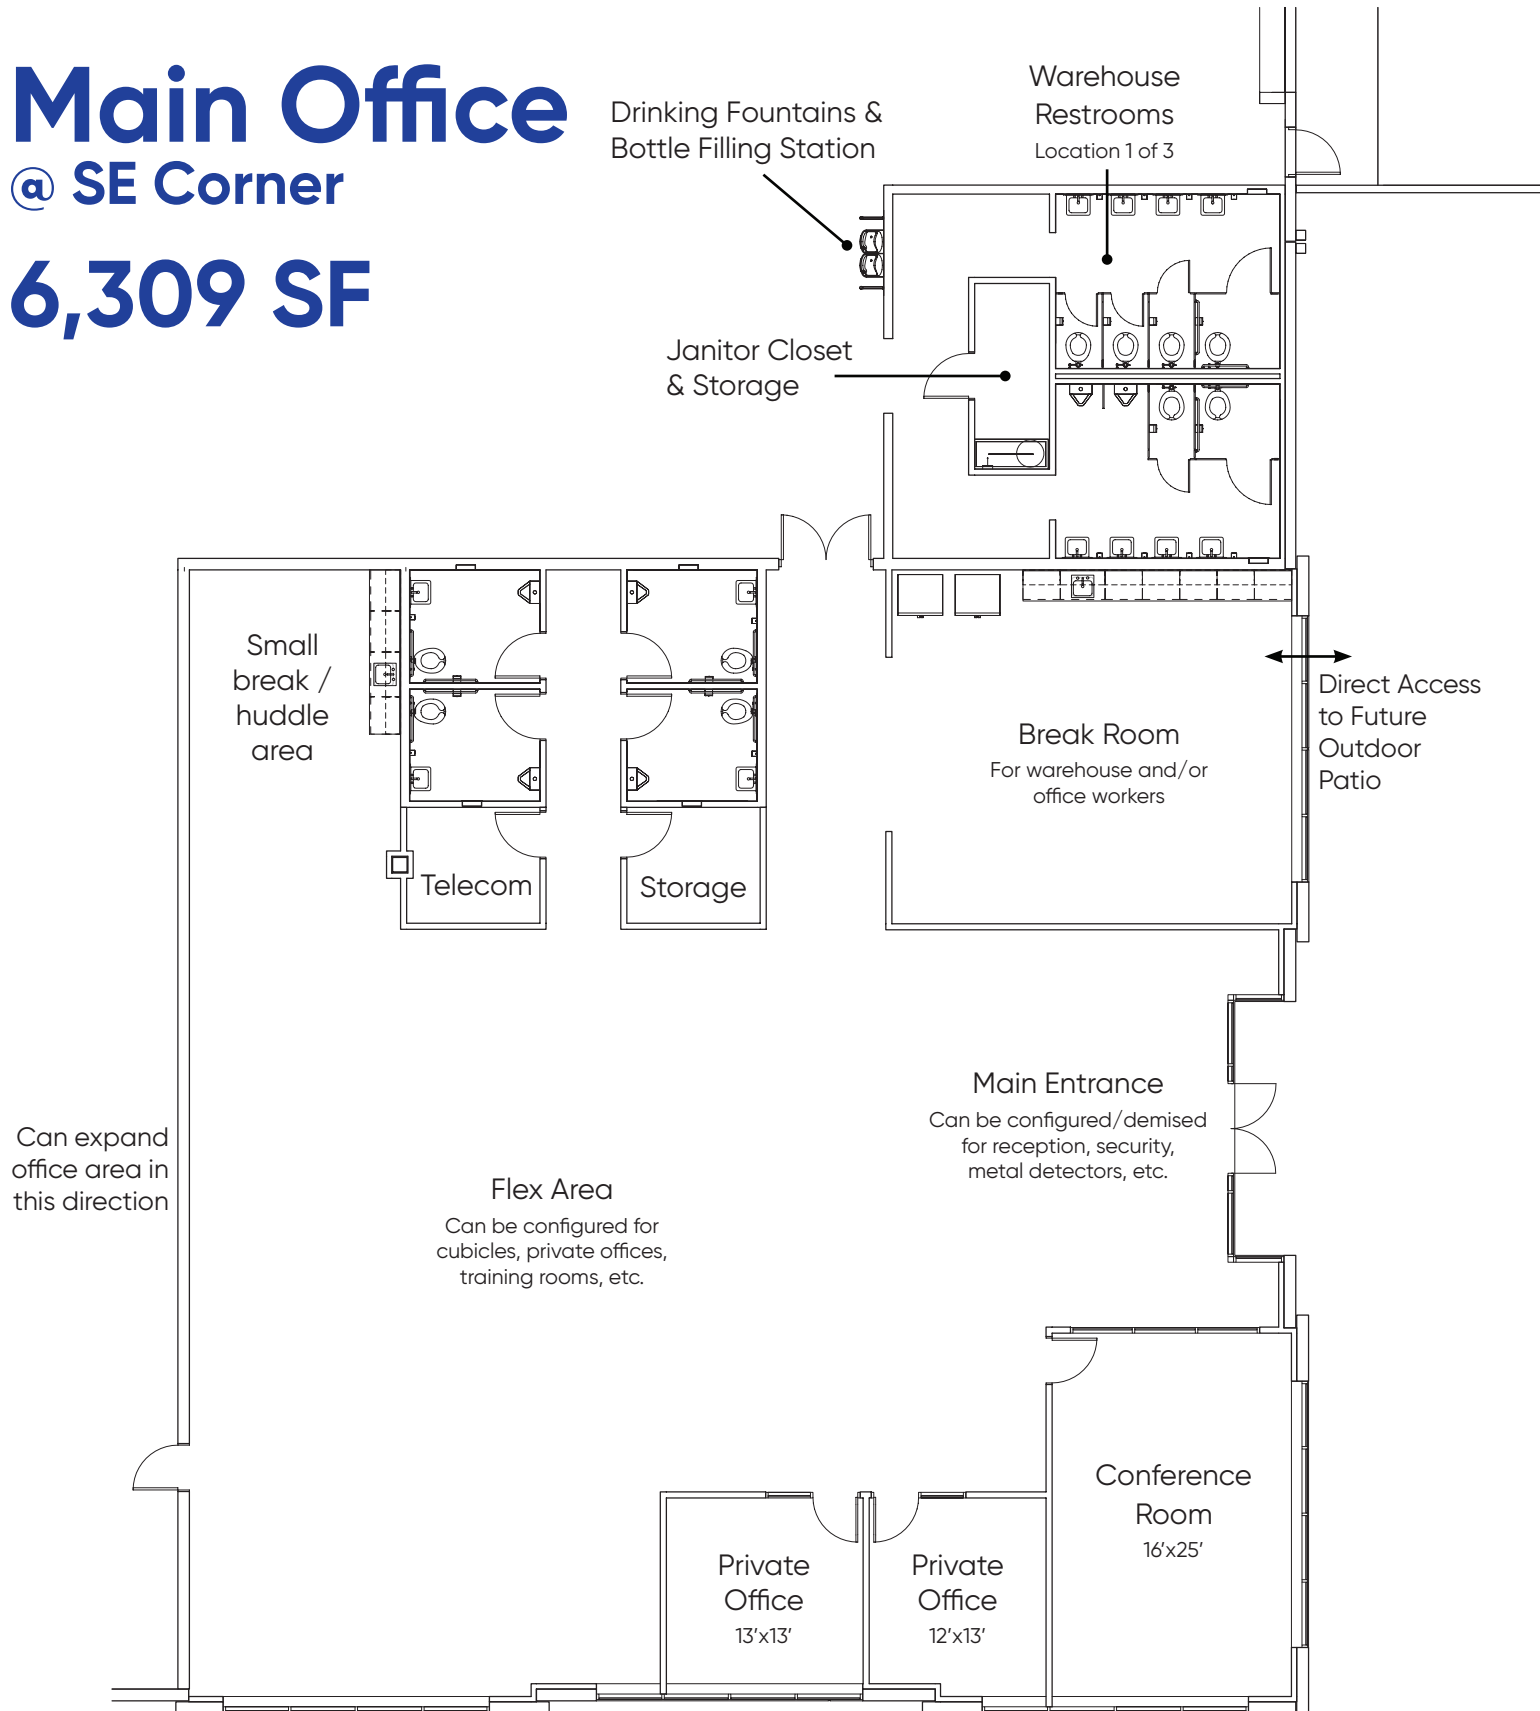 Main Office
@ SE Corner
6,309 SF
Drinking Fountains &
Bottle Filling Station
Warehouse
Restrooms
Location 1 of 3
Janitor Closet
& Storage
Small
break /
huddle
area
Telecom
Storage
Break Room
For warehouse and/or
office workers
Direct Access
to Future
Outdoor
Patio
Main Entrance
Can be configured/demised
for reception, security,
metal detectors, etc.
Can expand
office area in
this direction
Flex Area
Can be configured for
cubicles, private offices,
training rooms, etc.
Conference
Room
16'x25'
Private
Office
13'x13'
Private
Office
12'x13'